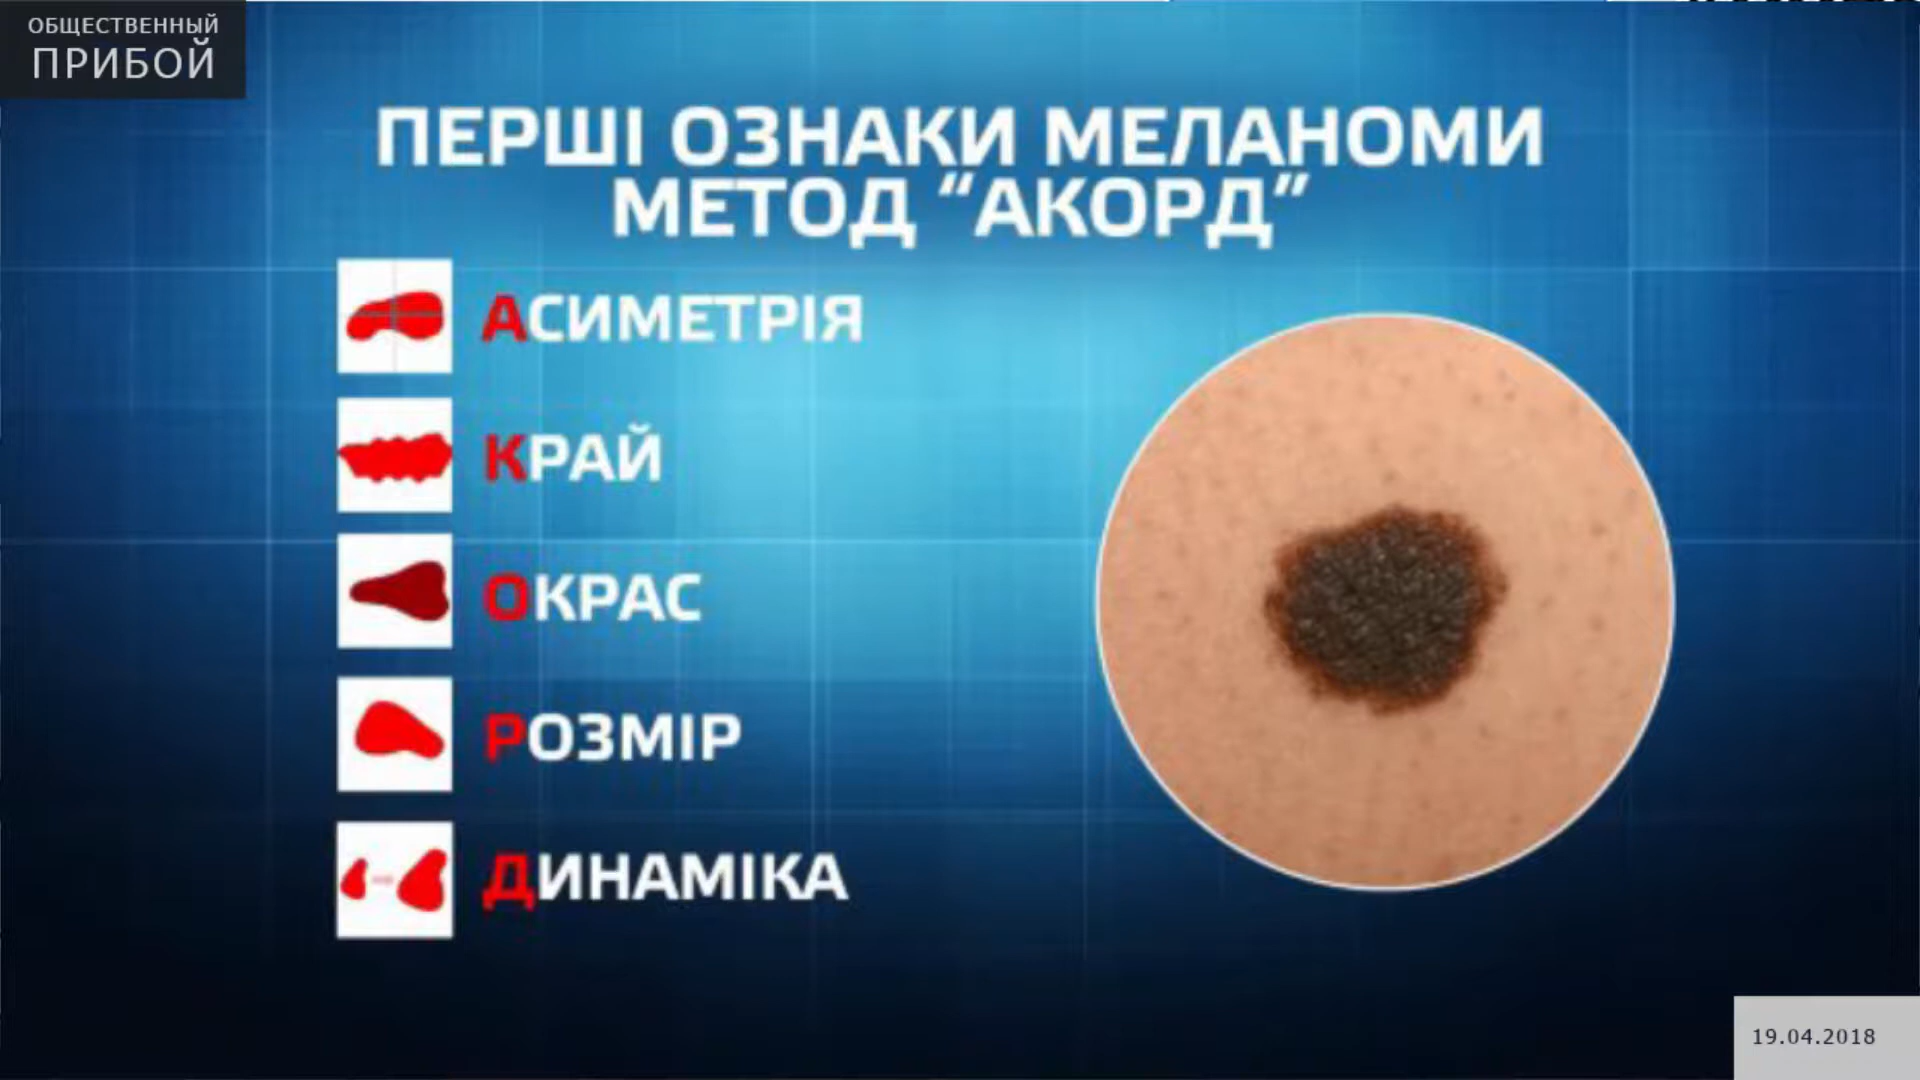 ОБЩЕСТВЕННЫЙ
ПРИБОЙ
ПЕРШІ ОЗНАКИ МЕЛАНОМИ
МЕТОД “АКОРД”
АСИМЕТРІЯ
КРАЙ
ОКРАС
РОЗМІР
ДИНАМІКА
19.04.2018